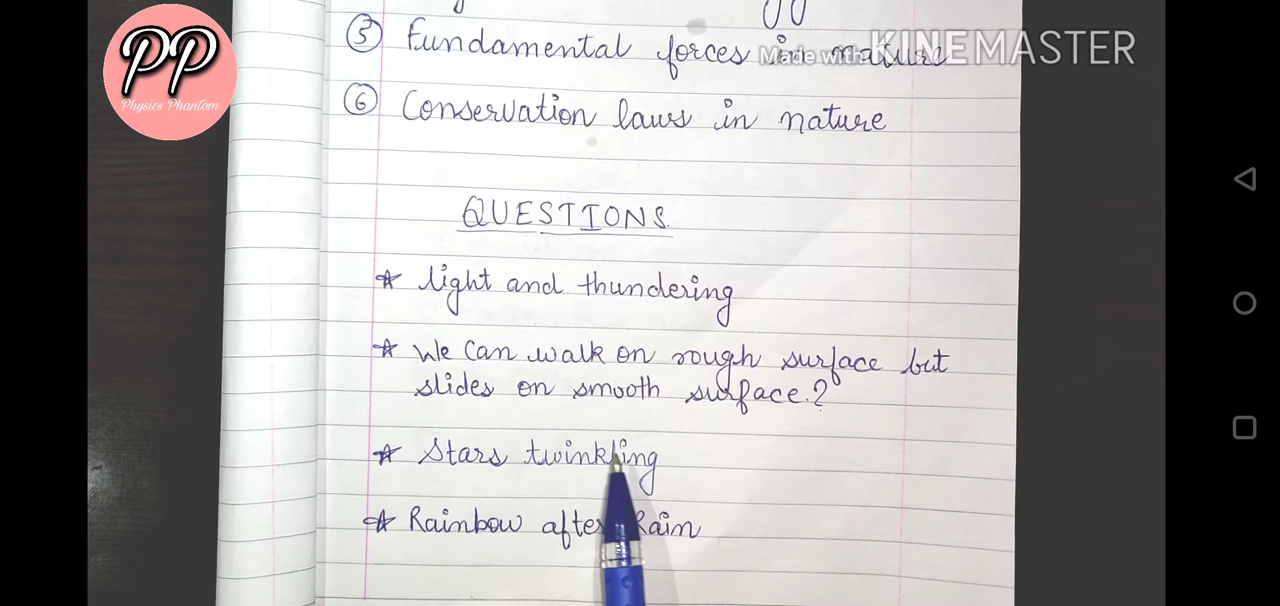 PP
Physics Phantom
Made with KINEMASTER
⑤ Fundamental forces in nature
⑥ Conservation laws in nature
QUESTIONS.
* light and thundering
* We can walk on rough surface but
slides on smooth surface.?
* Stars twinkling
* Rainbow after Rain